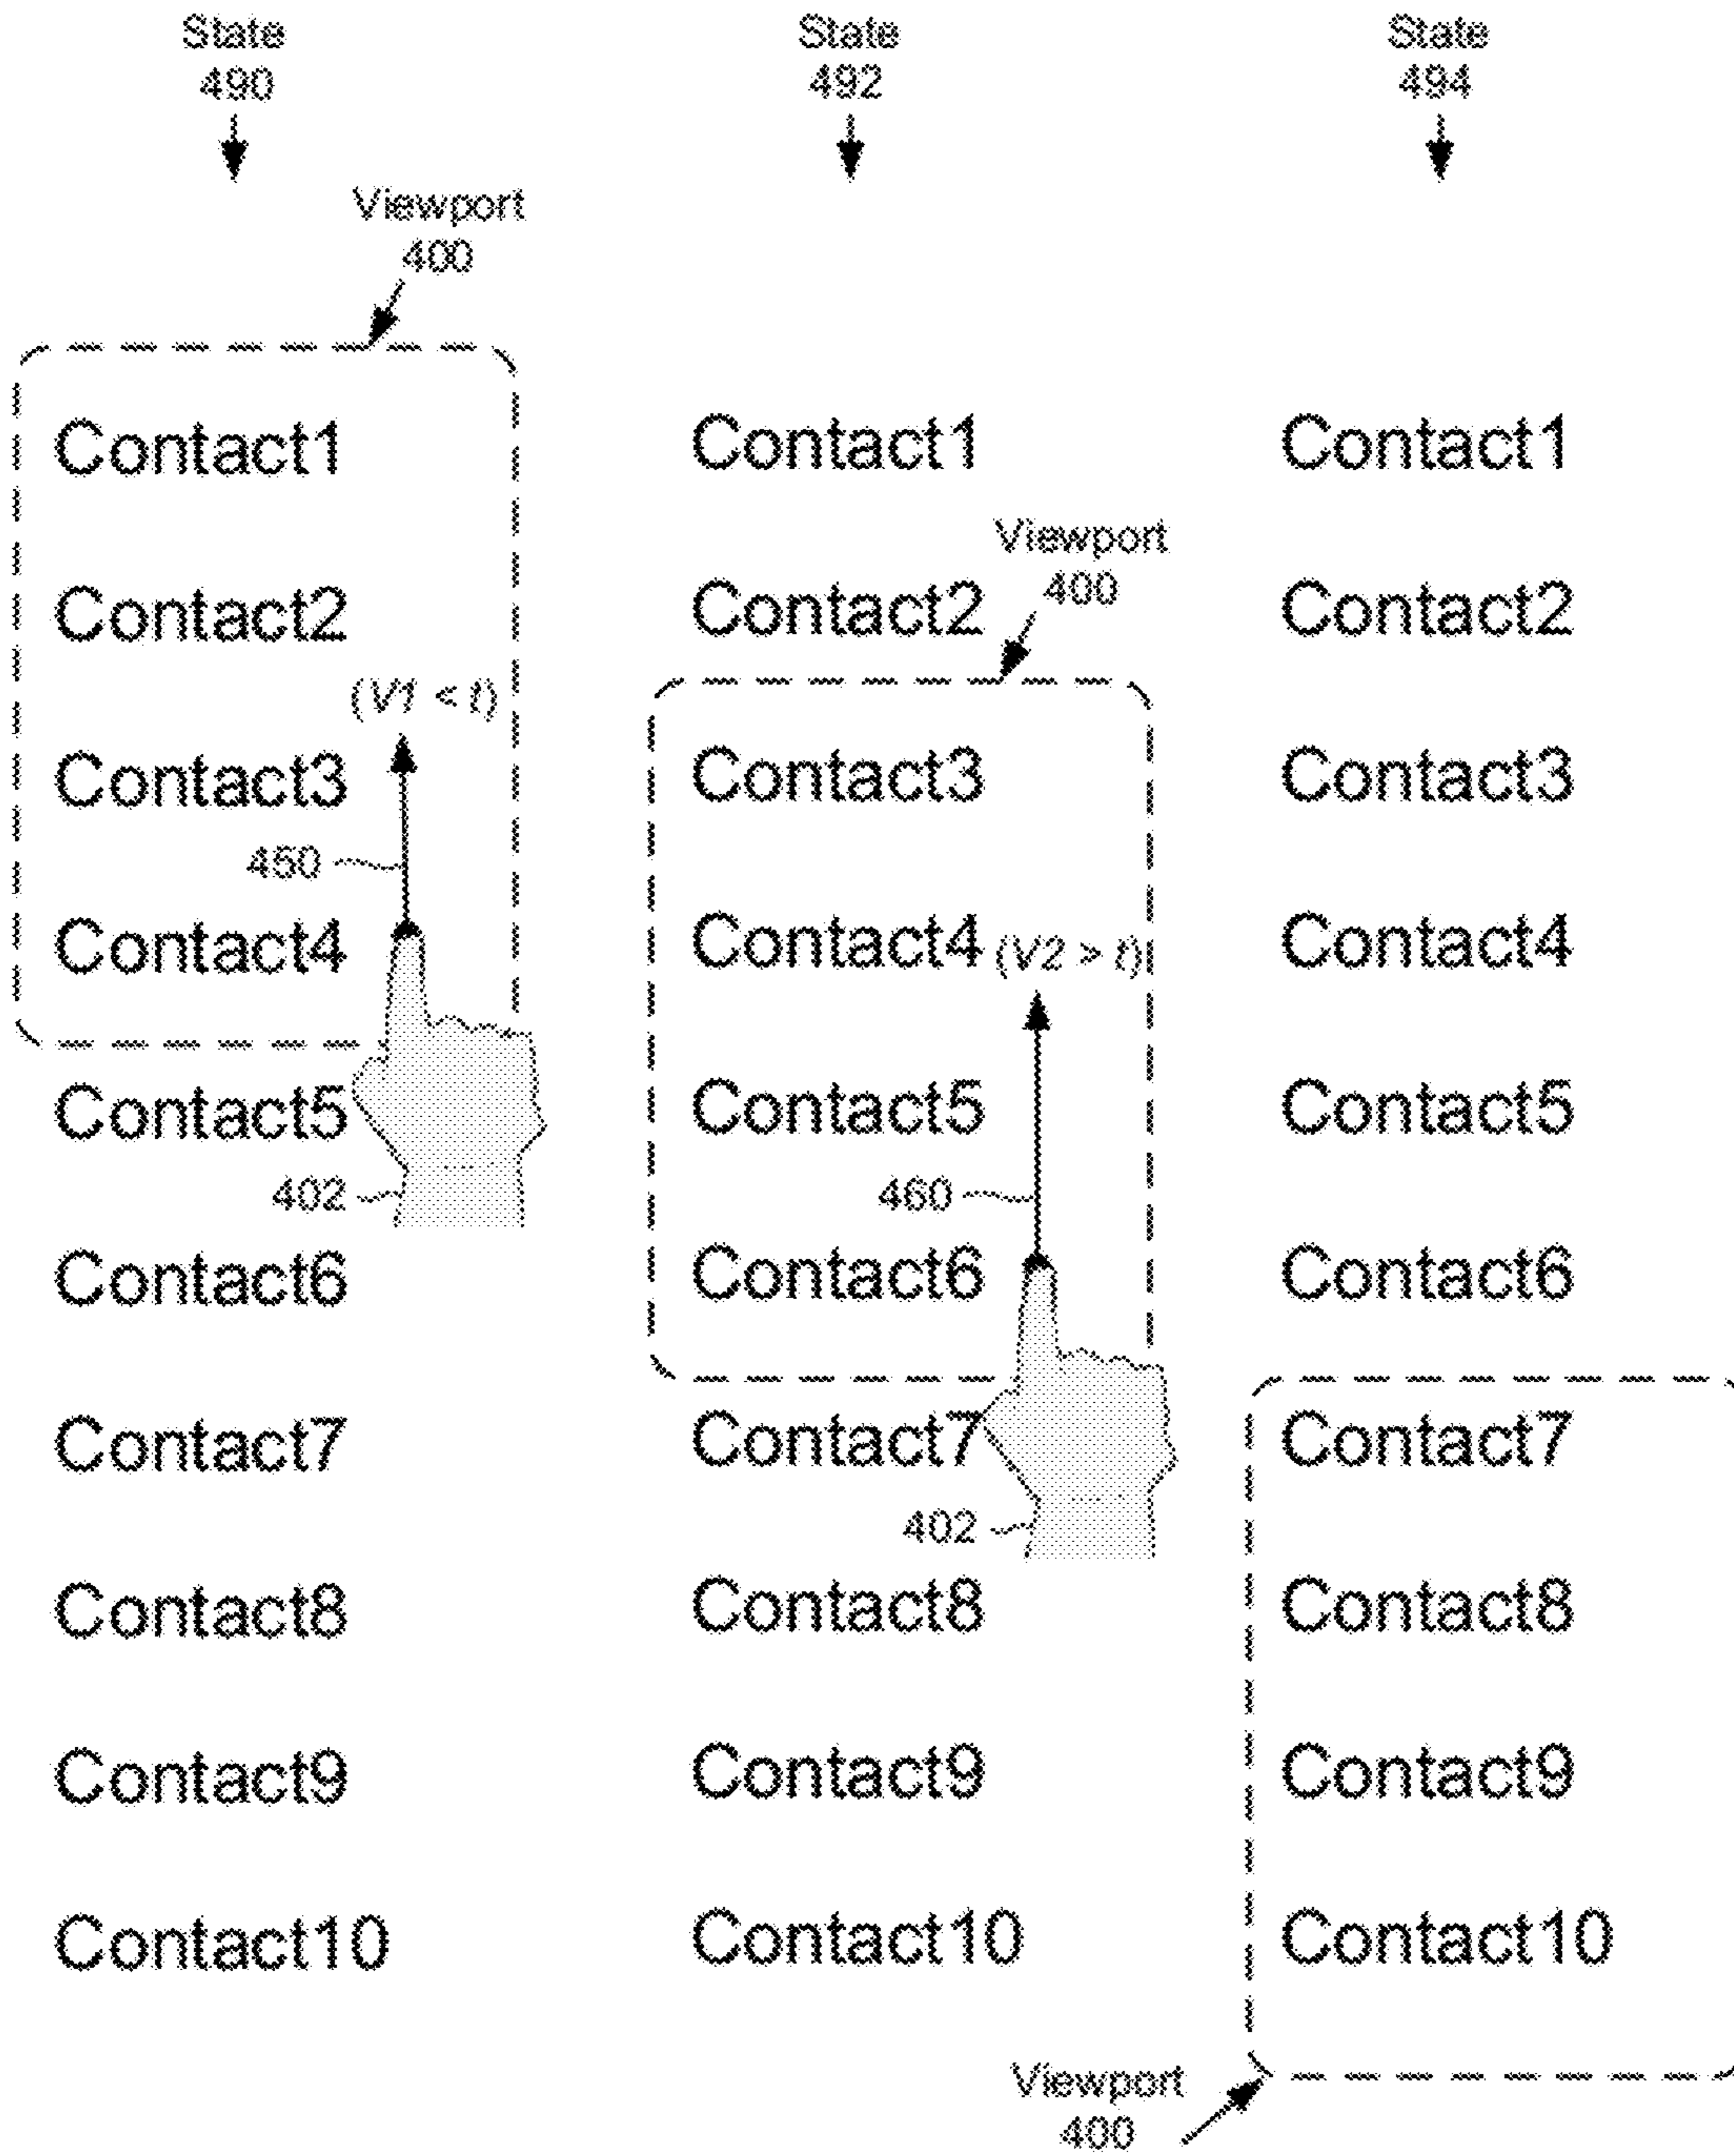 State
490
State
492
State
494
Viewport
400
Contact1
Contact1
Contact1
Viewport
400
Contact2
Contact2
Contact2
(V1 < t)
Contact3
Contact3
Contact3
450
Contact4
Contact4
(V2 > t)
Contact4
Contact5
Contact5
Contact5
402
460
Contact6
Contact6
Contact6
Contact7
Contact7
Contact7
402
Contact8
Contact8
Contact8
Contact9
Contact9
Contact9
Contact10
Contact10
Contact10
Viewport
400